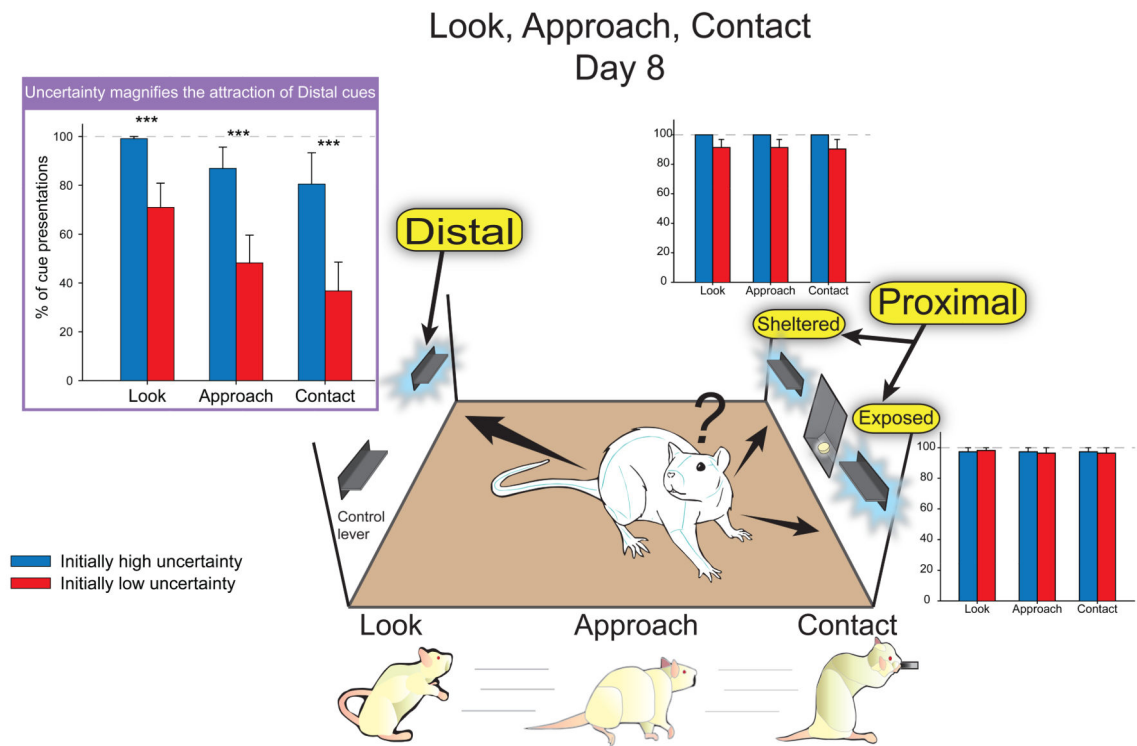 Look, Approach, Contact
Day 8
Uncertainty magnifies the attraction of Distal cues
% of cue presentations
100
80
60
40
20
0
***
***
***
Look
Approach
Contact
Distal
100
80
60
40
20
0
Look
Approach
Contact
Proximal
Sheltered
Exposed
?
Control
lever
100
80
60
40
20
0
Look
Approach
Contact
Initially high uncertainty
Initially low uncertainty
Look
Approach
Contact